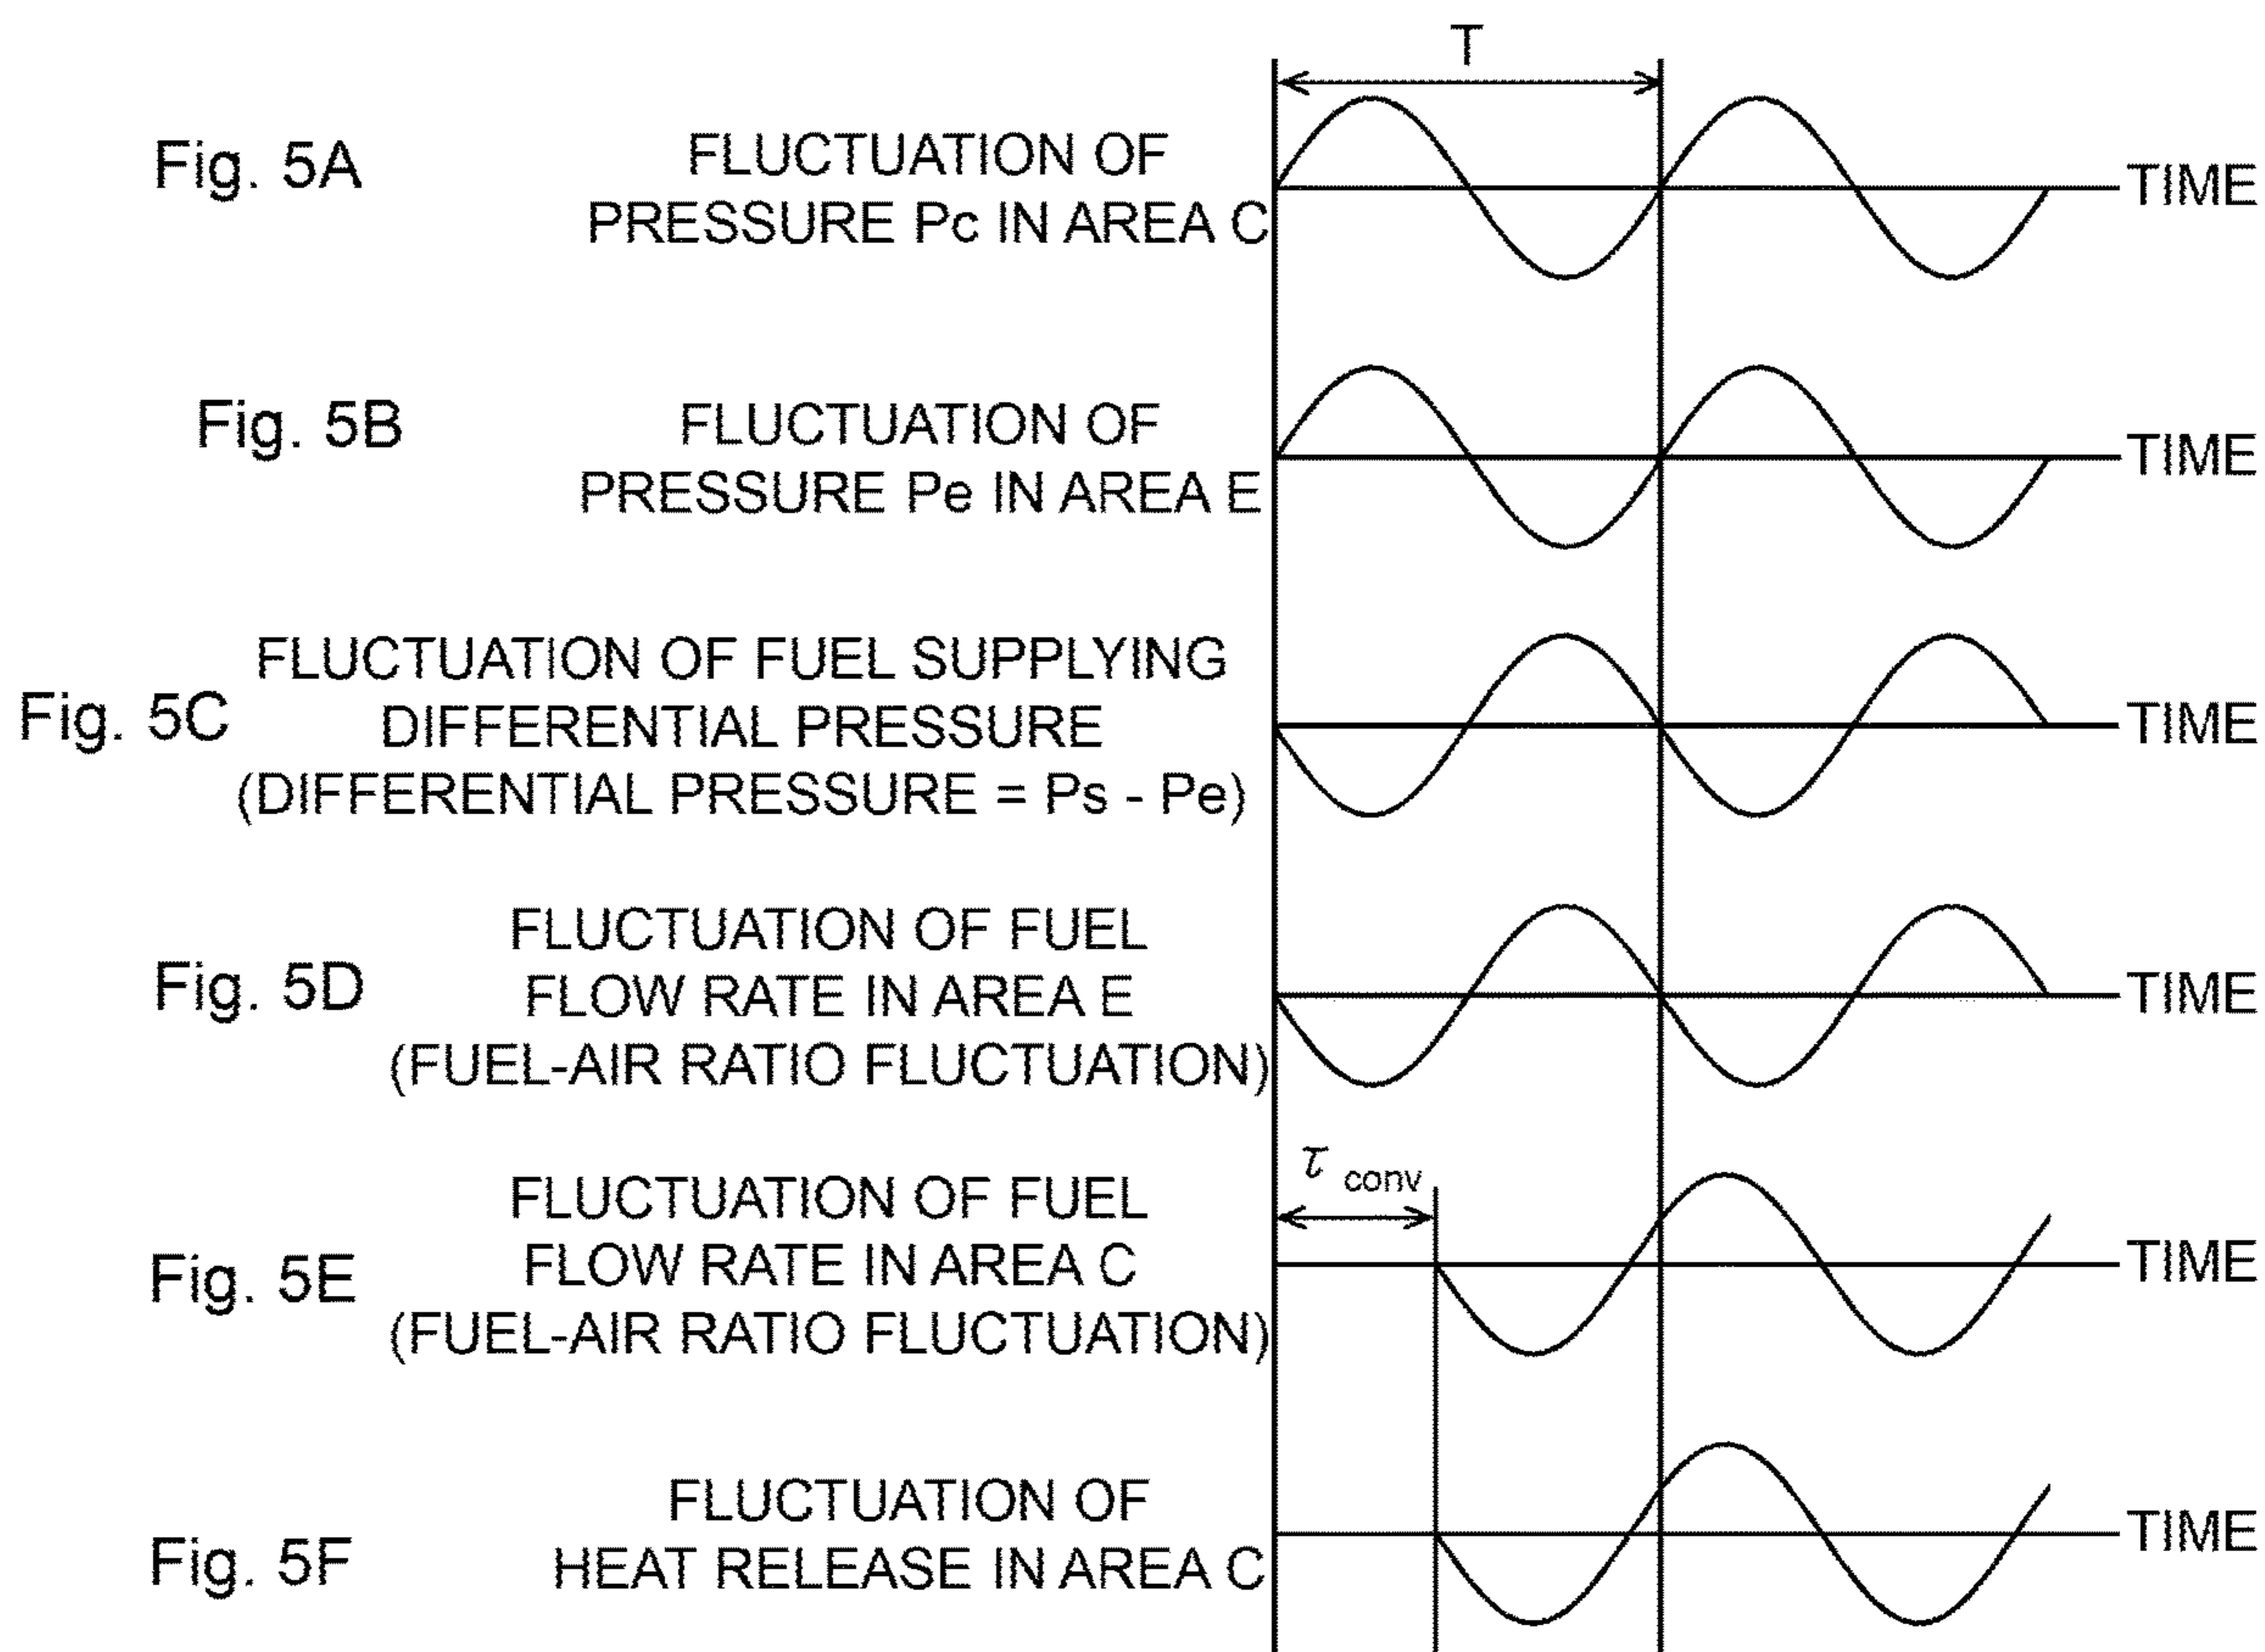 T
Fig. 5A
FLUCTUATION OF
PRESSURE Pc IN AREA C
TIME
Fig. 5B
FLUCTUATION OF
PRESSURE Pe IN AREA E
TIME
Fig. 5C
FLUCTUATION OF FUEL SUPPLYING
DIFFERENTIAL PRESSURE
(DIFFERENTIAL PRESSURE = Ps - Pe)
TIME
Fig. 5D
FLUCTUATION OF FUEL
FLOW RATE IN AREA E
(FUEL-AIR RATIO FLUCTUATION)
TIME
Fig. 5E
FLUCTUATION OF FUEL
FLOW RATE IN AREA C
(FUEL-AIR RATIO FLUCTUATION)
τ conv
TIME
Fig. 5F
FLUCTUATION OF
HEAT RELEASE IN AREA C
TIME